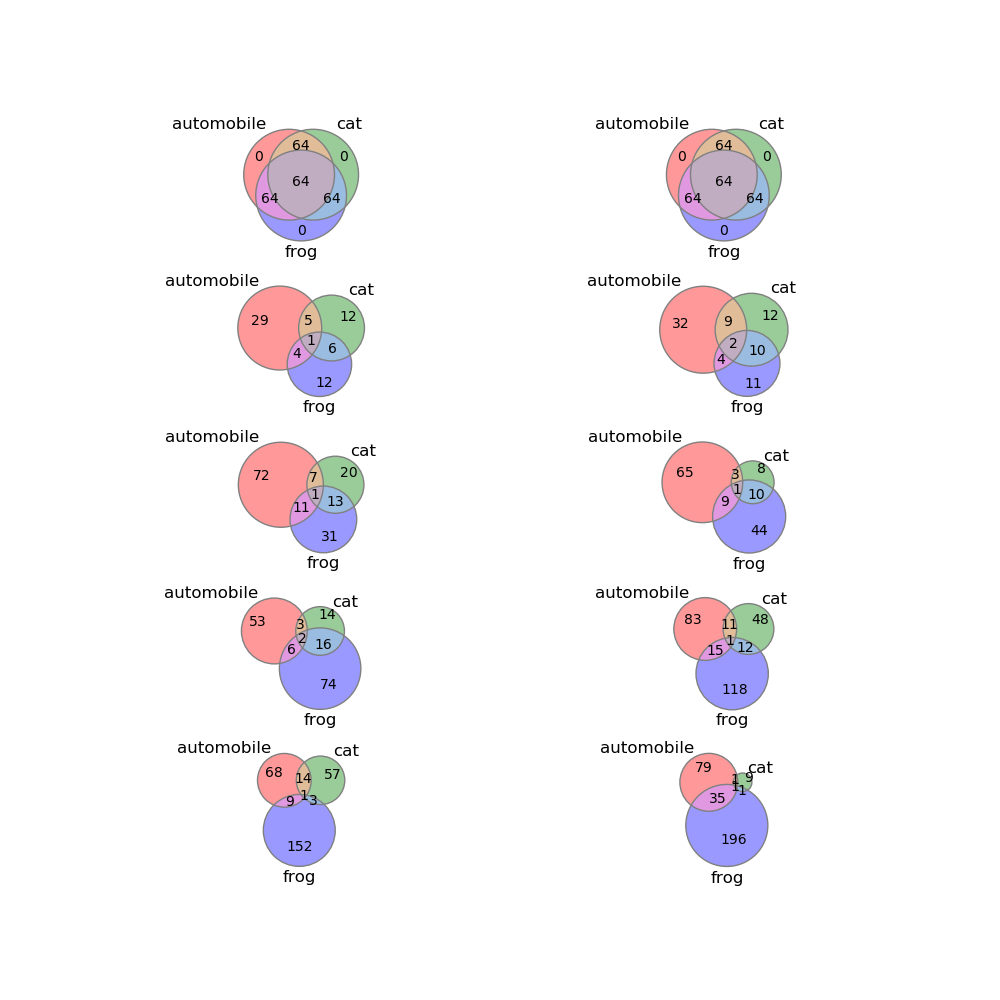 automobile cat
0 64 0
64
64 64
0
frog
automobile cat
0 64 0
64
64 64
0
frog
automobile cat
29 5 12
1
4 6
12
frog
automobile cat
32 9 12
2
4 10
11
frog
automobile cat
72 7 20
1
11 13
31
frog
automobile cat
65 3 8
1
9 10
44
frog
automobile cat
53 3 14
2
6 16
74
frog
automobile cat
83 11 48
1
15 12
118
frog
automobile cat
68 14 57
1
9 3
152
frog
automobile cat
79 1 9
1
35 1
196
frog